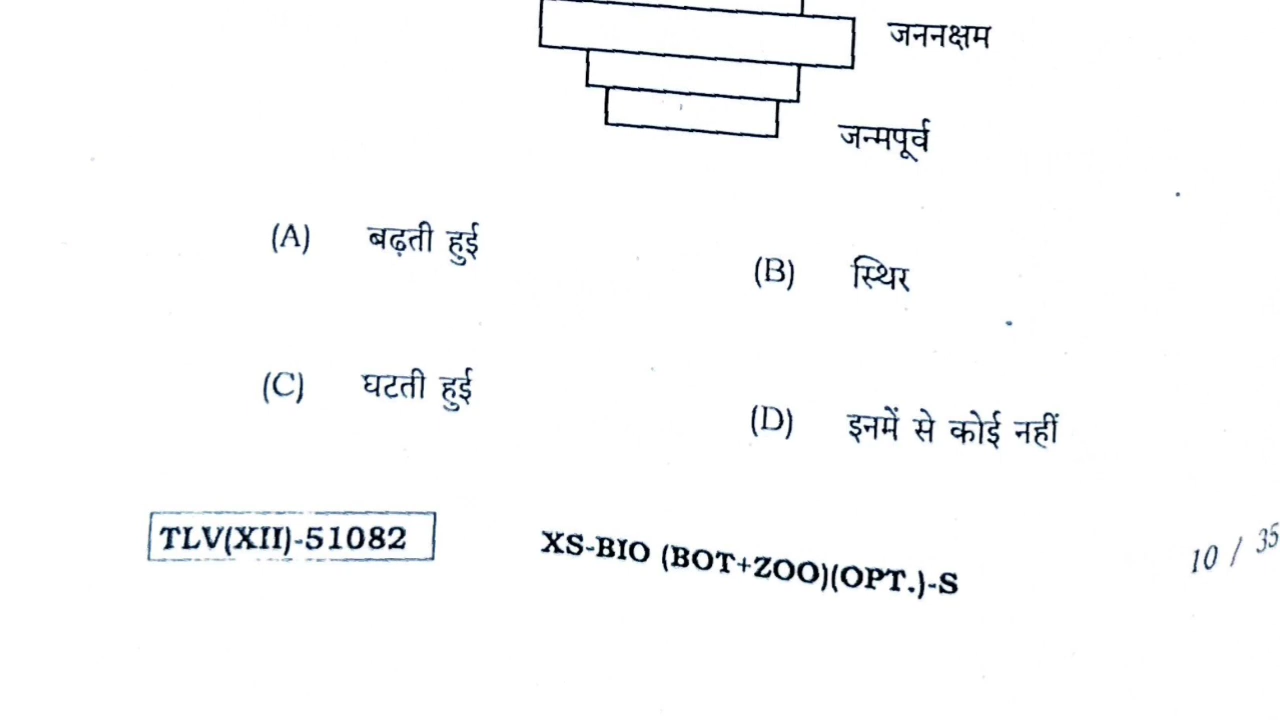 जननक्षम
जन्मपूर्व
(A) बढ़ती हुई
(B) स्थिर
(C) घटती हुई
(D) इनमें से कोई नहीं
TLV(XII)-51082 XS-BIO (BOT+ZOO)(OPT.)-S 10 / 35